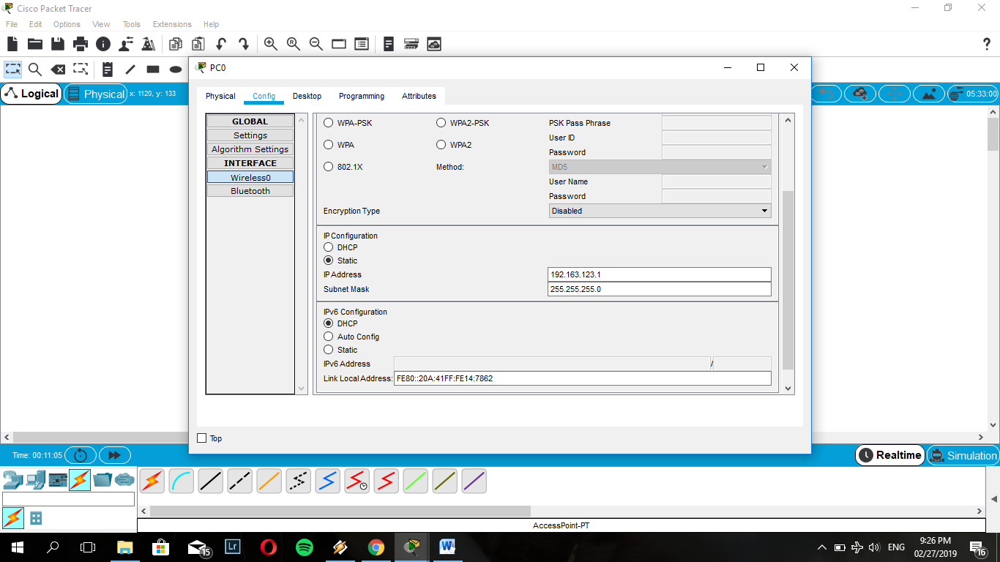 Cisco Packet Tracer
File Edit Options View Tools Extensions Help
?
PC0
Logical Physical x: 1120, y: 133 05:33:00
Physical Config Desktop Programming Attributes
GLOBAL
Settings
Algorithm Settings
INTERFACE
Wireless0
Bluetooth
WPA-PSK WPA2-PSK PSK Pass Phrase
User ID
WPA WPA2
Password
802.1X Method: MD5
User Name
Password
Encryption Type Disabled
IP Configuration
DHCP
Static
IP Address 192.163.123.1
Subnet Mask 255.255.255.0
IPv6 Configuration
DHCP
Auto Config
Static
IPv6 Address /
Link Local Address: FE80::20A:41FF:FE14:7862
Top
Time: 00:11:05 Realtime Simulation
AccessPoint-PT
15 Lr W ENG 9:26 PM 16
02/27/2019